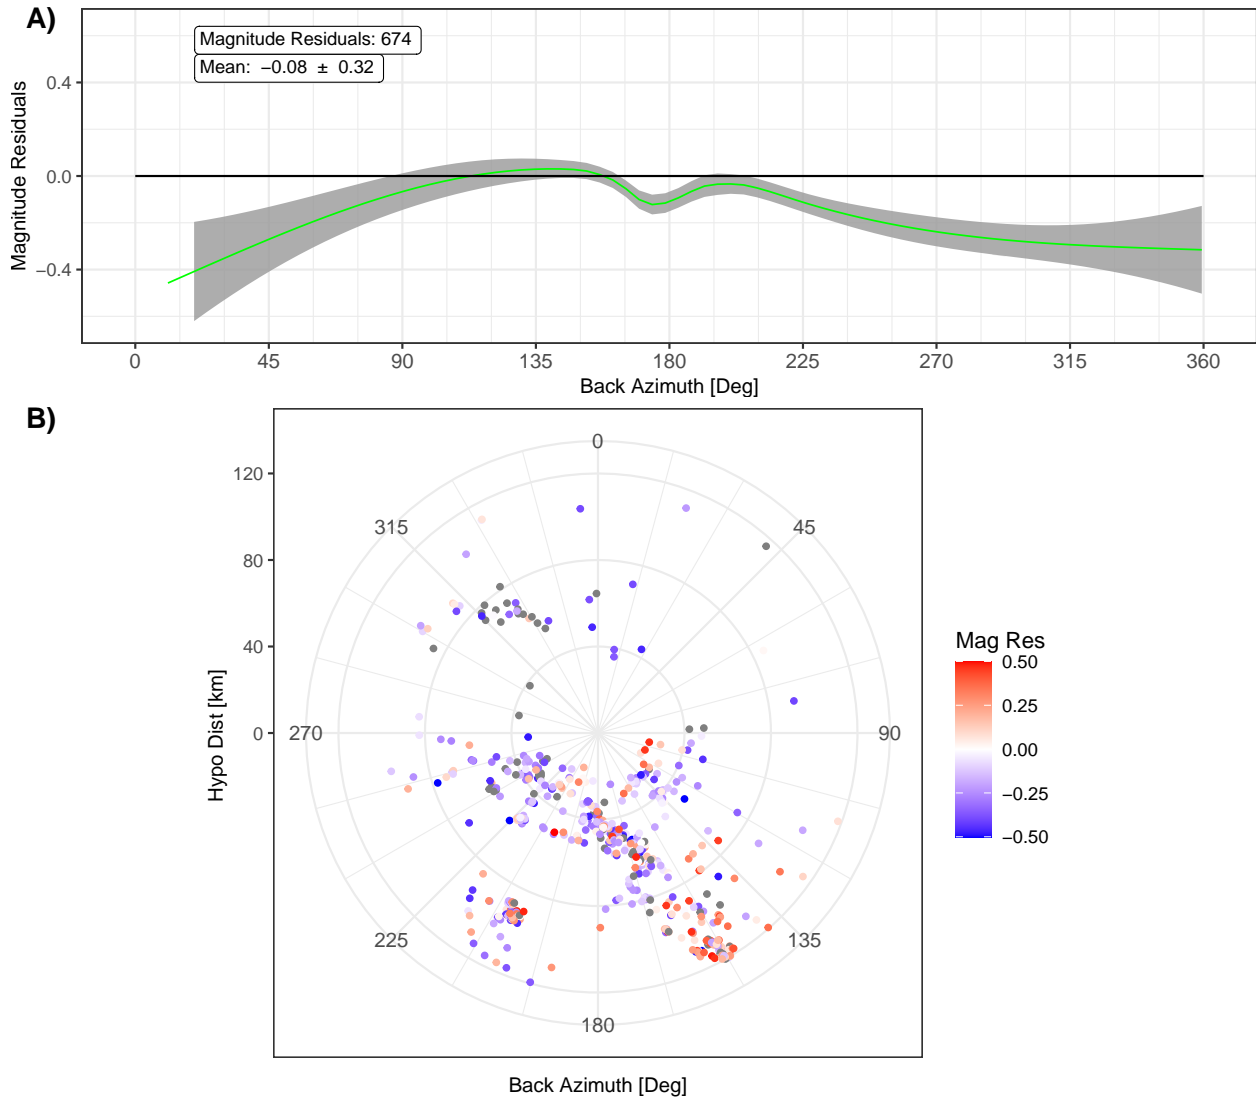 A)
Magnitude Residuals: 674
Mean: −0.08 ± 0.32
0.4
0.0
−0.4
Magnitude Residuals
0 45 90 135 180 225 270 315 360
Back Azimuth [Deg]
B)
0
45
90
135
180
225
270
315
120
80
40
0
Hypo Dist [km]
Back Azimuth [Deg]
Mag Res
0.50
0.25
0.00
−0.25
−0.50